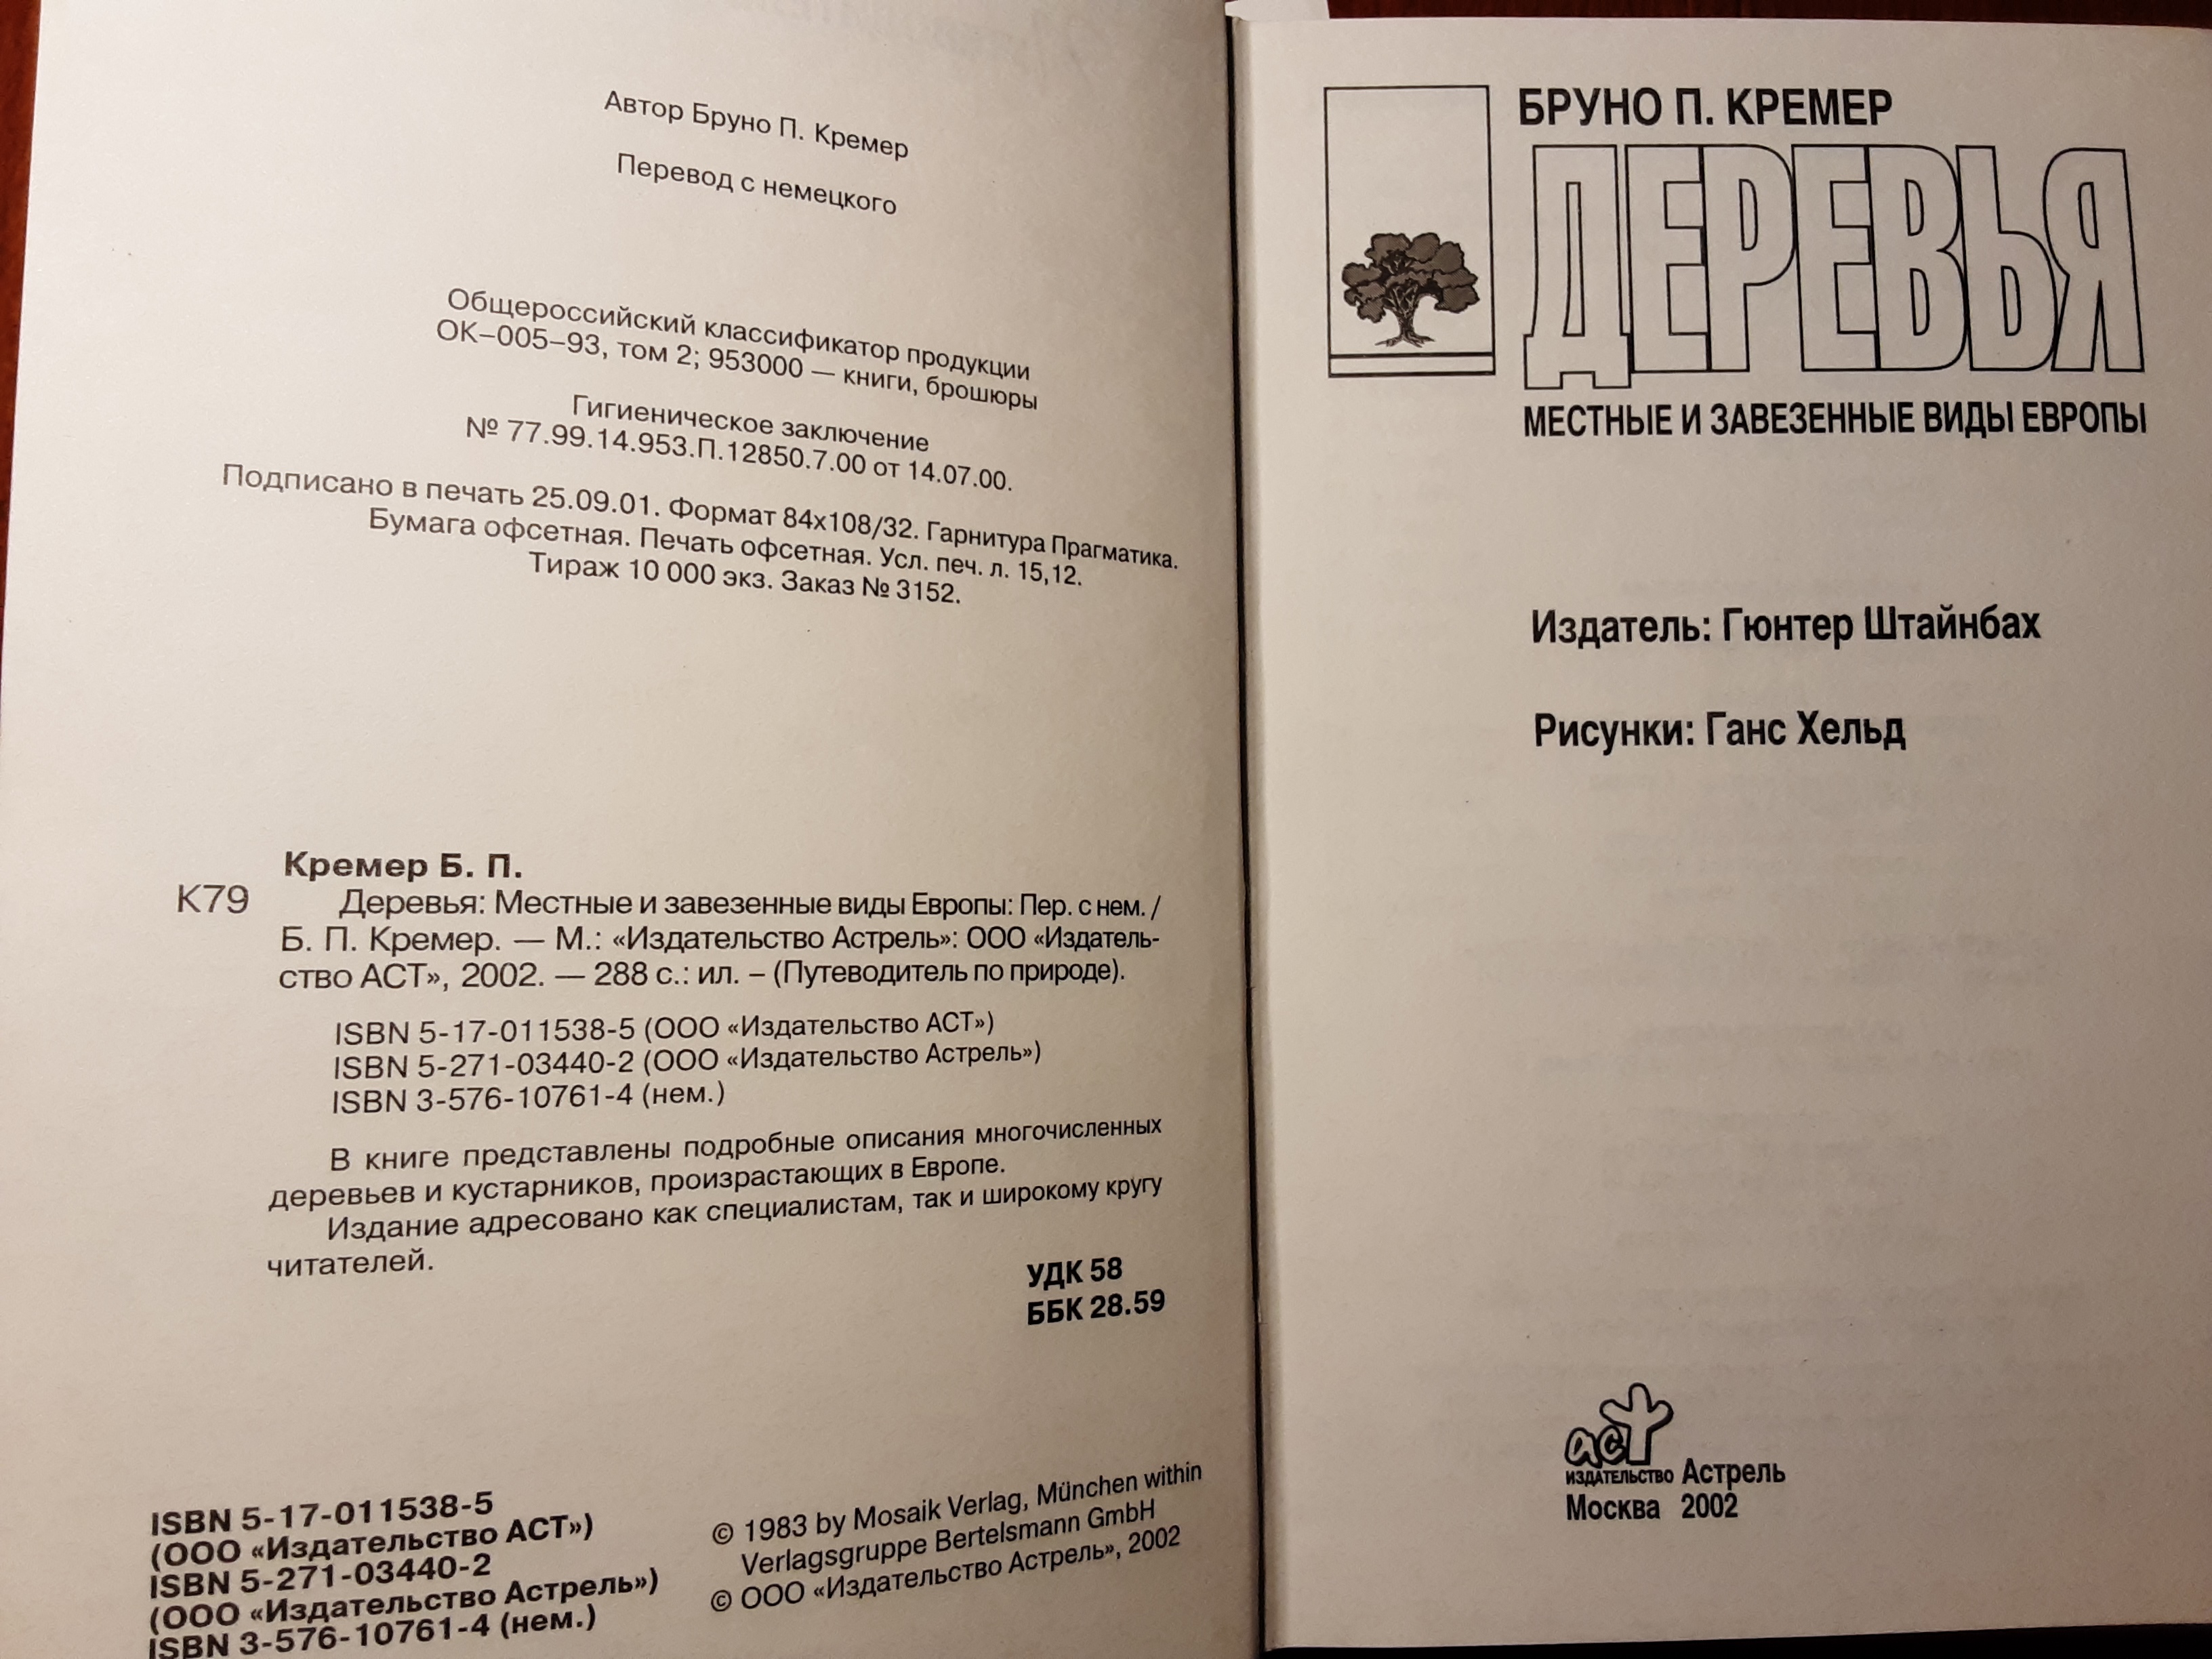 Автор Бруно П. Кремер
Перевод с немецкого
Общероссийский классификатор продукции
ОК–005–93, том 2; 953000 — книги, брошюры
Гигиеническое заключение
№ 77.99.14.953.П.12850.7.00 от 14.07.00.
Подписано в печать 25.09.01. Формат 84x108/32. Гарнитура Прагматика.
Бумага офсетная. Печать офсетная. Усл. печ. л. 15,12.
Тираж 10 000 экз. Заказ № 3152.
Кремер Б. П.
К79 Деревья: Местные и завезенные виды Европы: Пер. с нем. /
Б. П. Кремер. — М.: «Издательство Астрель»: ООО «Издатель-
ство АСТ», 2002. — 288 с.: ил. – (Путеводитель по природе).
ISBN 5-17-011538-5 (ООО «Издательство АСТ»)
ISBN 5-271-03440-2 (ООО «Издательство Астрель»)
ISBN 3-576-10761-4 (нем.)
В книге представлены подробные описания многочисленных
деревьев и кустарников, произрастающих в Европе.
Издание адресовано как специалистам, так и широкому кругу
читателей.
УДК 58
ББК 28.59
ISBN 5-17-011538-5
(ООО «Издательство АСТ»)
ISBN 5-271-03440-2
(ООО «Издательство Астрель»)
ISBN 3-576-10761-4 (нем.)
© 1983 by Mosaik Verlag, München within
Verlagsgruppe Bertelsmann GmbH
© ООО «Издательство Астрель», 2002
БРУНО П. КРЕМЕР
ДЕРЕВЬЯ
МЕСТНЫЕ И ЗАВЕЗЕННЫЕ ВИДЫ ЕВРОПЫ
Издатель: Гюнтер Штайнбах
Рисунки: Ганс Хельд
аст
ИЗДАТЕЛЬСТВО Астрель
Москва 2002